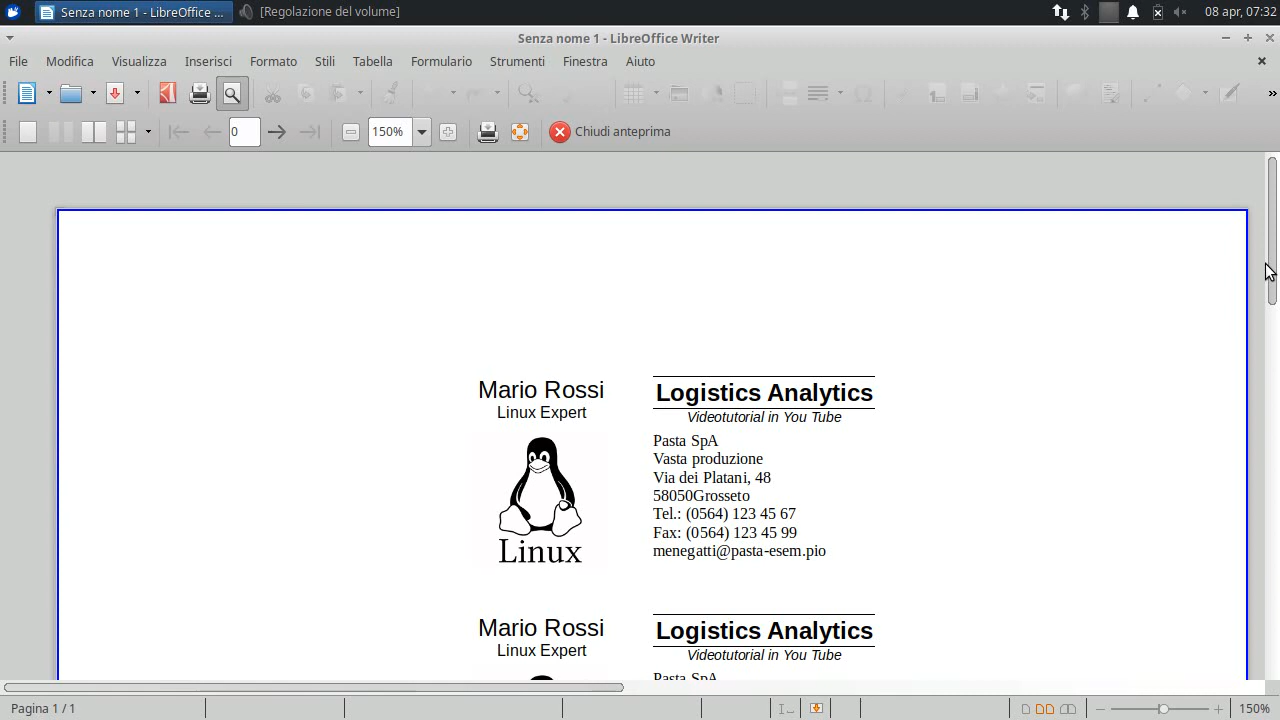 Senza nome 1 - LibreOffice ...
[Regolazione del volume]
08 apr, 07:32
Senza nome 1 - LibreOffice Writer
File Modifica Visualizza Inserisci Formato Stili Tabella Formulario Strumenti Finestra Aiuto
0
150%
Chiudi anteprima
Mario Rossi
Linux Expert
Linux
Logistics Analytics
Videotutorial in You Tube
Pasta SpA
Vasta produzione
Via dei Platani, 48
58050Grosseto
Tel.: (0564) 123 45 67
Fax: (0564) 123 45 99
menegatti@pasta-esem.pio
Mario Rossi
Linux Expert
Logistics Analytics
Videotutorial in You Tube
Pasta SpA
Pagina 1 / 1
150%